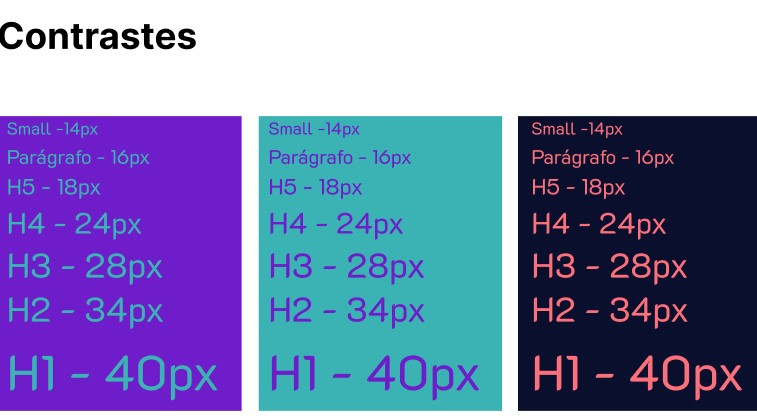 Contrastes
Small -14px
Parágrafo - 16px
H5 - 18px
H4 - 24px
H3 - 28px
H2 - 34px
H1 - 40px
Small -14px
Parágrafo - 16px
H5 - 18px
H4 - 24px
H3 - 28px
H2 - 34px
H1 - 40px
Small -14px
Parágrafo - 16px
H5 - 18px
H4 - 24px
H3 - 28px
H2 - 34px
H1 - 40px